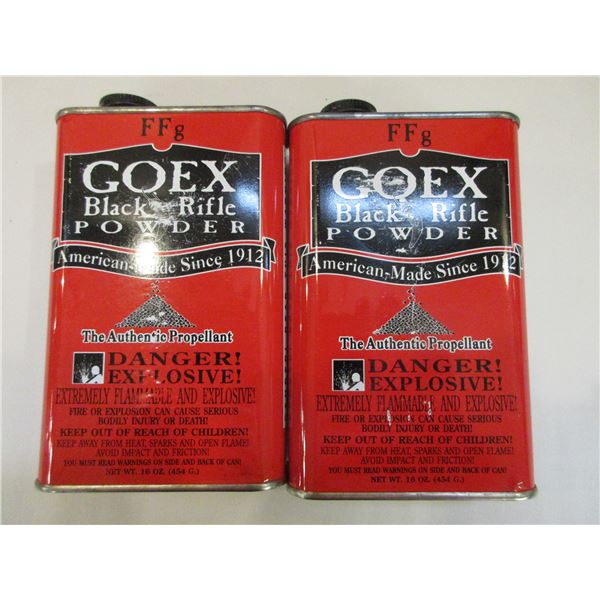 FFg
GOEX
Black Rifle
POWDER
American-Made Since 1912
The Authentic Propellant
DANGER!
EXPLOSIVE!
EXTREMELY FLAMMABLE AND EXPLOSIVE!
FIRE OR EXPLOSION CAN CAUSE SERIOUS
BODILY INJURY OR DEATH!
KEEP OUT OF REACH OF CHILDREN!
KEEP AWAY FROM HEAT, SPARKS AND OPEN FLAME!
AVOID IMPACT AND FRICTION!
YOU MUST READ WARNINGS ON SIDE AND BACK OF CAN!
NET WT. 16 OZ. (454 G.)
FFg
GOEX
Black Rifle
POWDER
American-Made Since 1912
The Authentic Propellant
DANGER!
EXPLOSIVE!
EXTREMELY FLAMMABLE AND EXPLOSIVE!
FIRE OR EXPLOSION CAN CAUSE SERIOUS
BODILY INJURY OR DEATH!
KEEP OUT OF REACH OF CHILDREN!
KEEP AWAY FROM HEAT, SPARKS AND OPEN FLAME!
AVOID IMPACT AND FRICTION!
YOU MUST READ WARNINGS ON SIDE AND BACK OF CAN!
NET WT. 16 OZ. (454 G.)